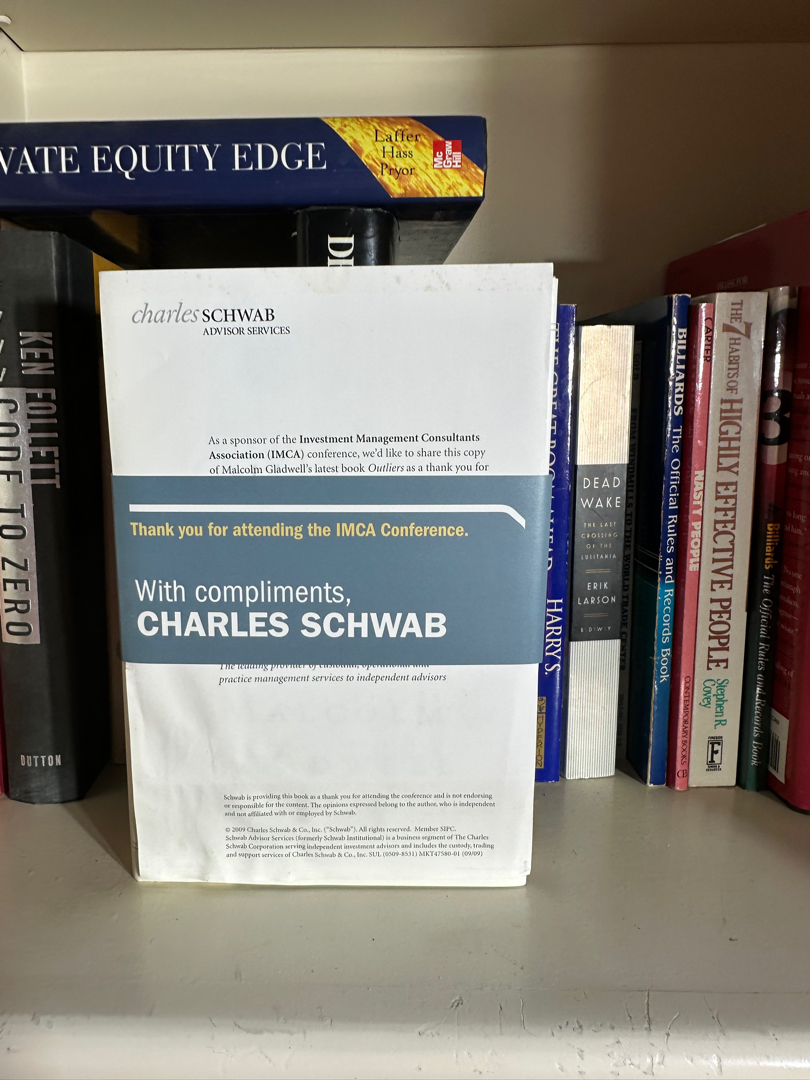 VATE EQUITY EDGE
Laffer
Hass
Pryor
Mc
Graw
Hill
KEN FOLLETT
CODE TO ZERO
DUTTON
charles SCHWAB
ADVISOR SERVICES
As a sponsor of the Investment Management Consultants
Association (IMCA) conference, we'd like to share this copy
of Malcolm Gladwell's latest book Outliers as a thank you for
Thank you for attending the IMCA Conference.
With compliments,
CHARLES SCHWAB
The leading provider of custodial, operational and
practice management services to independent advisors
Schwab is providing this book as a thank you for attending the conference and is not endorsing
or responsible for the content. The opinions expressed belong to the author, who is independent
and not affiliated with or employed by Schwab.
© 2009 Charles Schwab & Co., Inc. ("Schwab"). All rights reserved. Member SIPC.
Schwab Advisor Services (formerly Schwab Institutional) is a business segment of The Charles
Schwab Corporation serving independent investment advisors and includes the custody, trading
and support services of Charles Schwab & Co., Inc. SUL (0509-8531) MKT47580-01 (09/09)
HARRY S.
DEAD
WAKE
THE LAST
CROSSING
OF THE
LUSITANIA
ERIK
LARSON
BILLIARDS The Official Rules and Records Book
CARTER
NASTY PEOPLE
CONTEMPORARY BOOKS
CB
THE 7 HABITS OF HIGHLY EFFECTIVE PEOPLE
Stephen R.
Covey
F
Billiards The Official Rules and Records Book